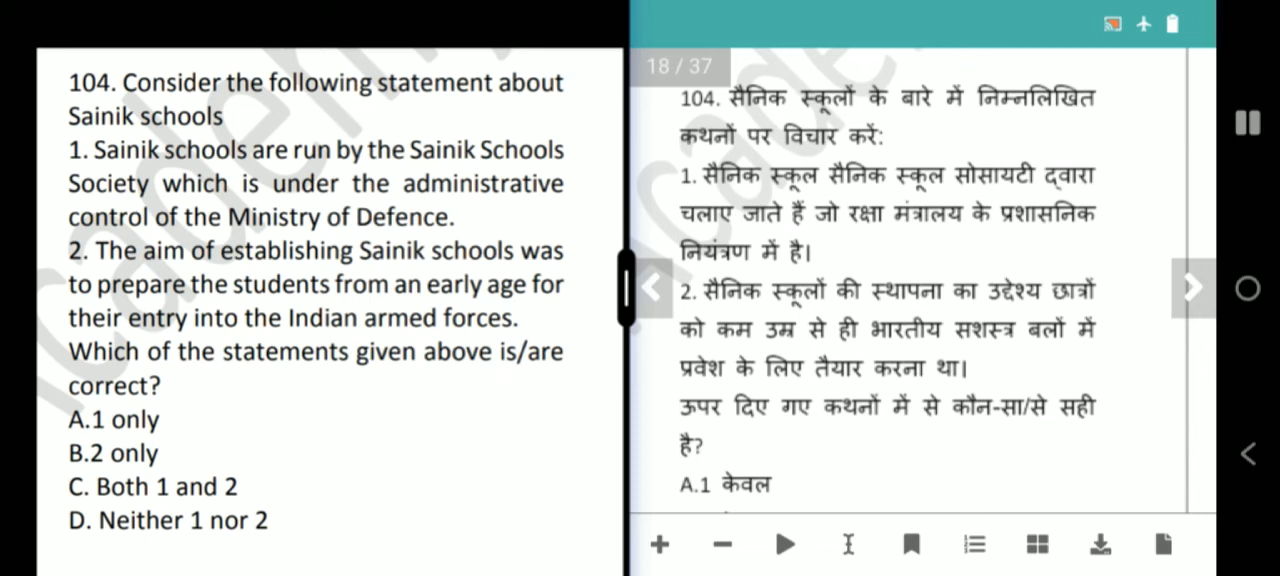 104. Consider the following statement about
Sainik schools
1. Sainik schools are run by the Sainik Schools
Society which is under the administrative
control of the Ministry of Defence.
2. The aim of establishing Sainik schools was
to prepare the students from an early age for
their entry into the Indian armed forces.
Which of the statements given above is/are
correct?
A.1 only
B.2 only
C. Both 1 and 2
D. Neither 1 nor 2
18 / 37
104. सैनिक स्कूलों के बारे में निम्नलिखित
कथनों पर विचार करें:
1. सैनिक स्कूल सैनिक स्कूल सोसायटी द्वारा
चलाए जाते हैं जो रक्षा मंत्रालय के प्रशासनिक
नियंत्रण में है।
2. सैनिक स्कूलों की स्थापना का उद्देश्य छात्रों
को कम उम्र से ही भारतीय सशस्त्र बलों में
प्रवेश के लिए तैयार करना था।
ऊपर दिए गए कथनों में से कौन-सा/से सही
है?
A.1 केवल